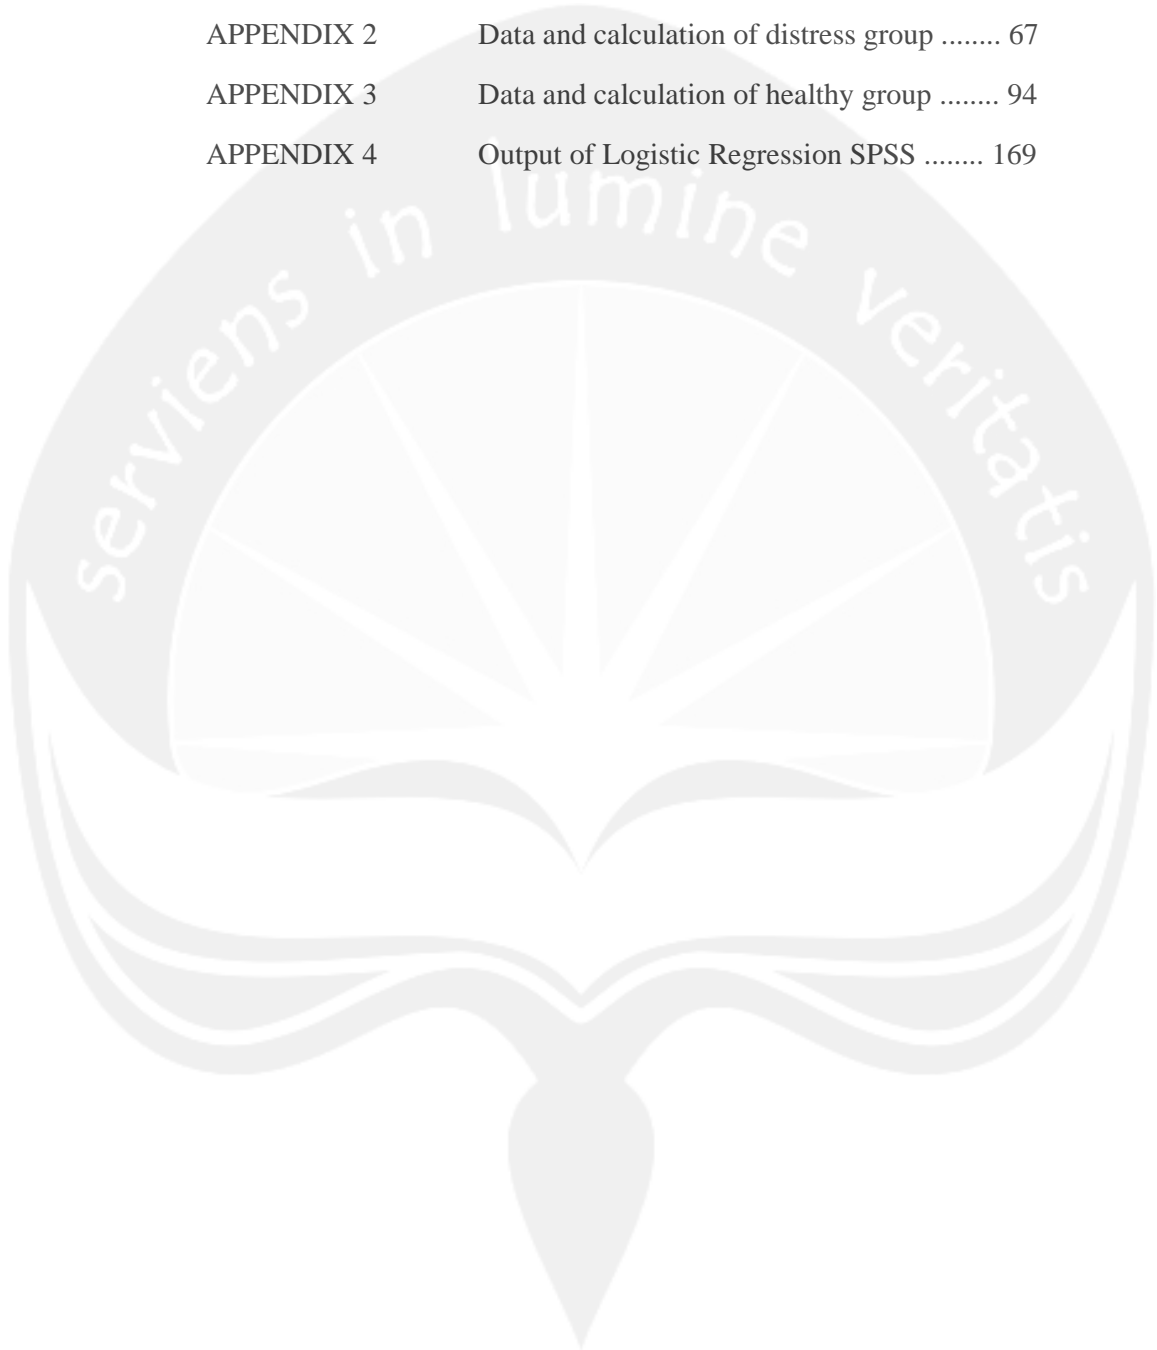 APPENDIX 2 Data and calculation of distress group ........ 67
APPENDIX 3 Data and calculation of healthy group ........ 94
APPENDIX 4 Output of Logistic Regression SPSS ........ 169
serviens in lumine veritatis